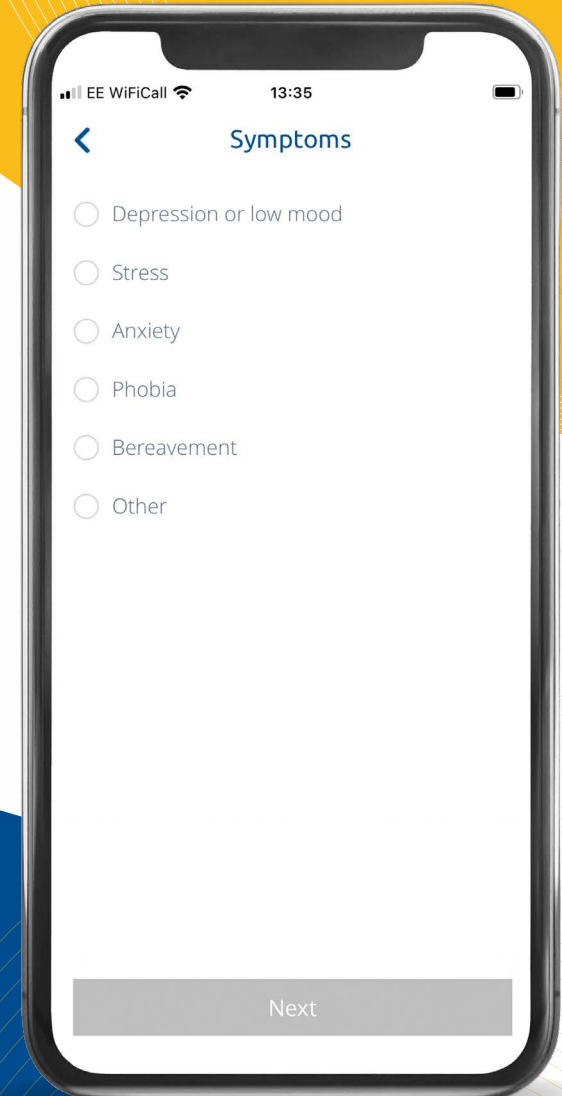 EE WiFiCall
13:35
Symptoms
Depression or low mood
Stress
Anxiety
Phobia
Bereavement
Other
Next